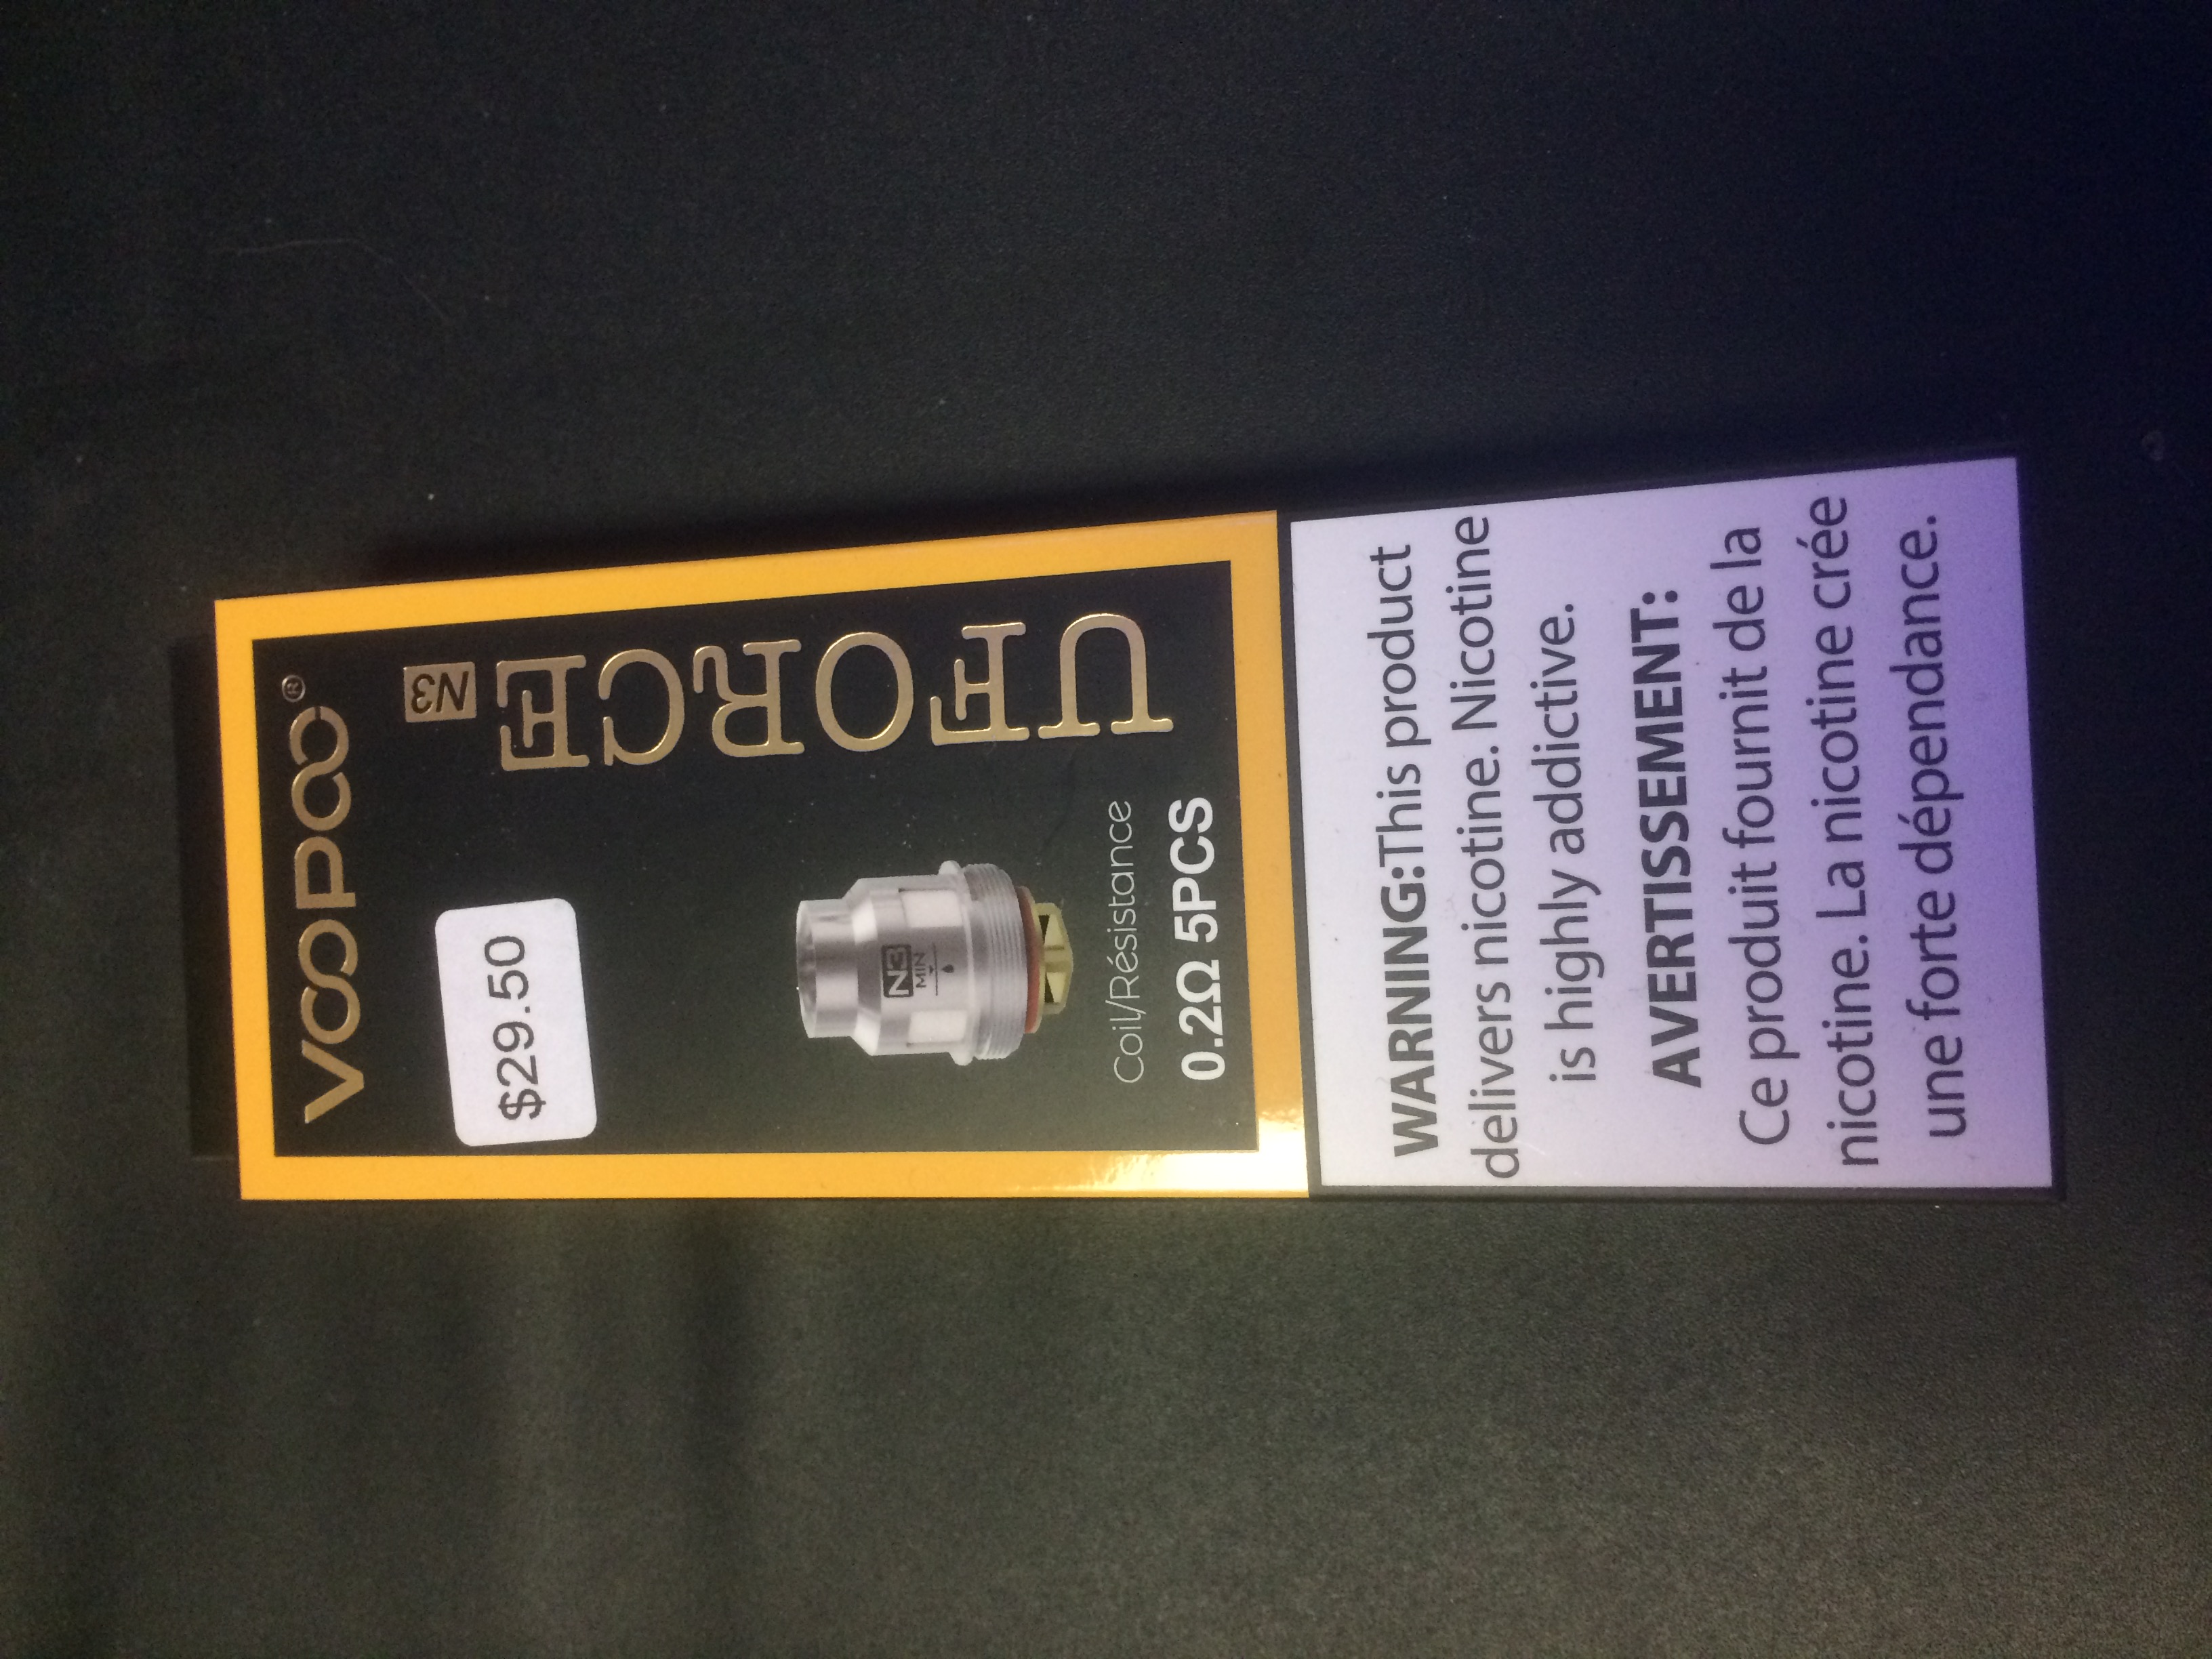 VOOPOO®
$29.50
N3
UFORCE
N3
MIN
Coil/Résistance
0.2Ω 5PCS
WARNING:This product
delivers nicotine. Nicotine
is highly addictive.
AVERTISSEMENT:
Ce produit fournit de la
nicotine. La nicotine crée
une forte dépendance.